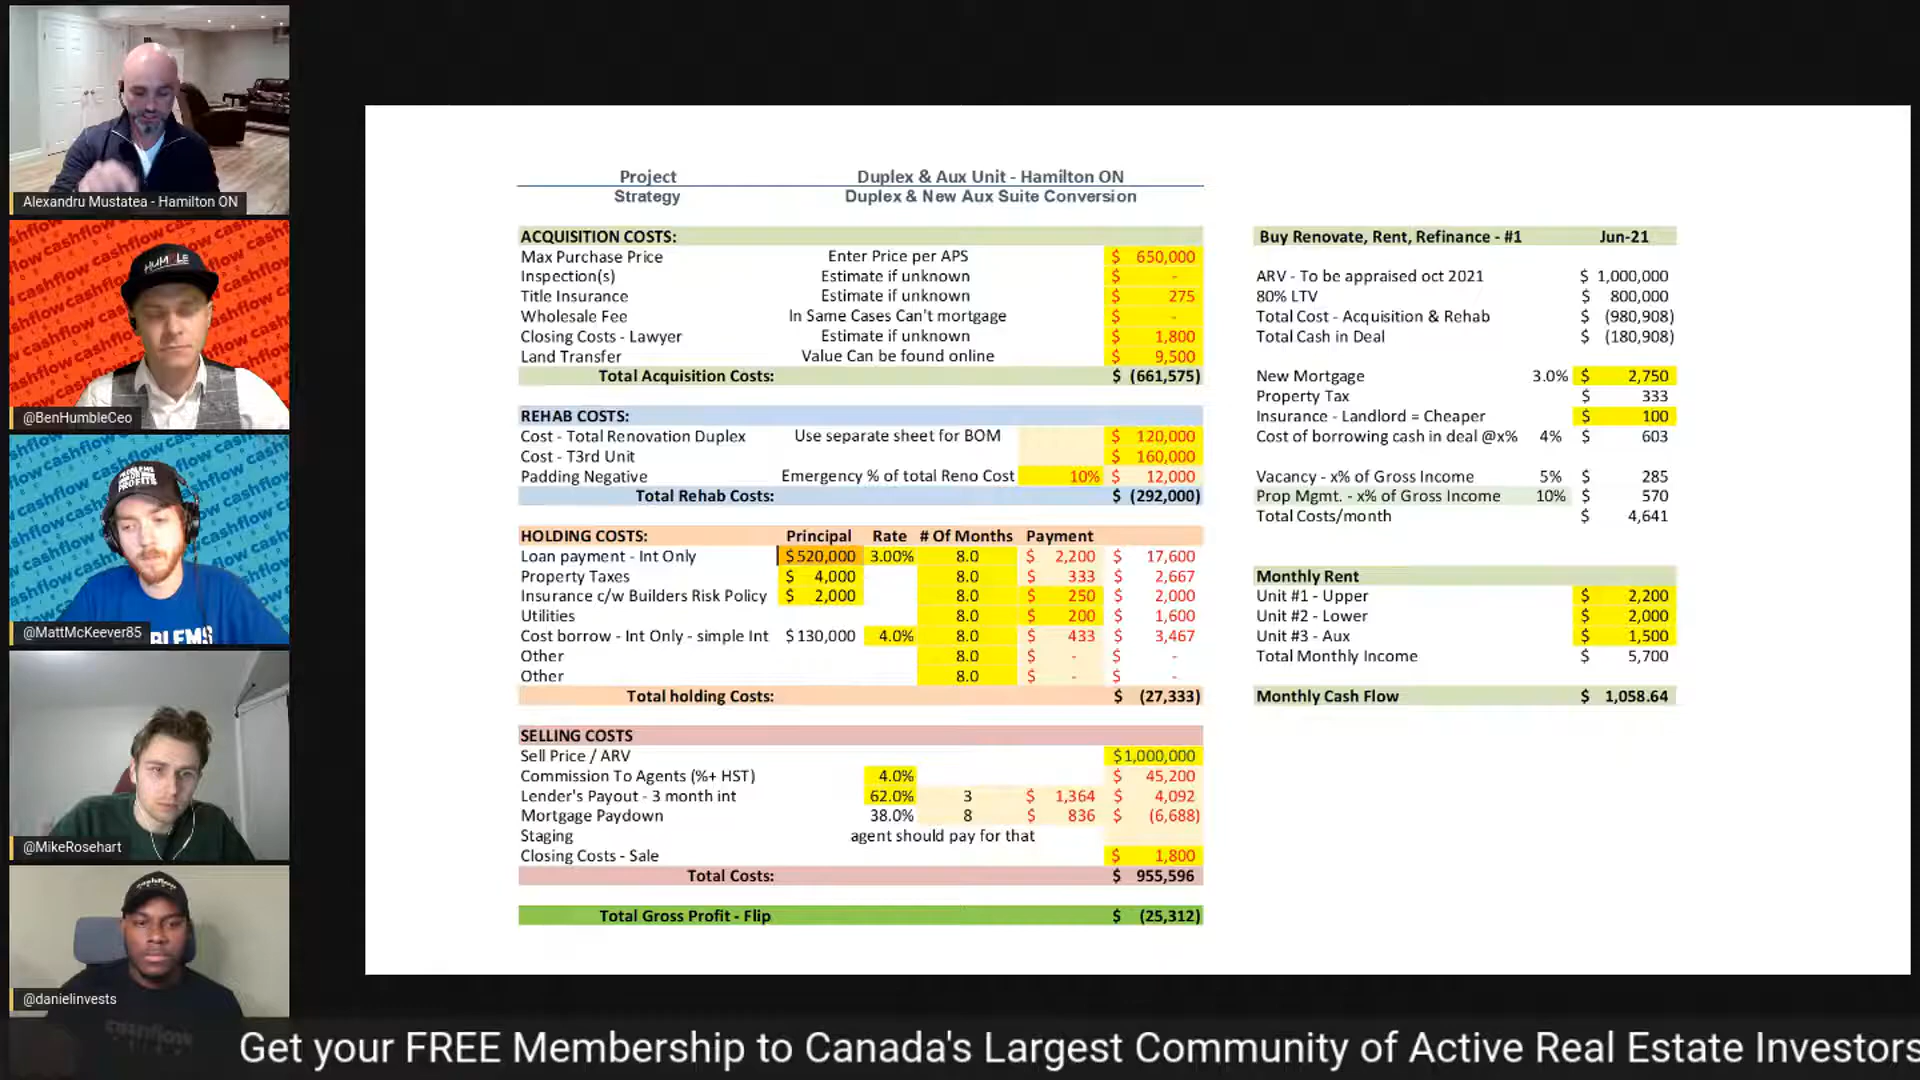 Alexandru Mustatea - Hamilton ON
HUMBLE
@BenHumbleCeo
@MattMcKeever85
@MikeRosehart
@danielinvests
Project Duplex & Aux Unit - Hamilton ON
Strategy Duplex & New Aux Suite Conversion
ACQUISITION COSTS:
Max Purchase Price Enter Price per APS $ 650,000
Inspection(s) Estimate if unknown $ -
Title Insurance Estimate if unknown $ 275
Wholesale Fee In Same Cases Can't mortgage $ -
Closing Costs - Lawyer Estimate if unknown $ 1,800
Land Transfer Value Can be found online $ 9,500
Total Acquisition Costs: $ (661,575)
REHAB COSTS:
Cost - Total Renovation Duplex Use separate sheet for BOM $ 120,000
Cost - T3rd Unit $ 160,000
Padding Negative Emergency % of total Reno Cost 10% $ 12,000
Total Rehab Costs: $ (292,000)
HOLDING COSTS: Principal Rate # Of Months Payment
Loan payment - Int Only $520,000 3.00% 8.0 $ 2,200 $ 17,600
Property Taxes $ 4,000 8.0 $ 333 $ 2,667
Insurance c/w Builders Risk Policy $ 2,000 8.0 $ 250 $ 2,000
Utilities 8.0 $ 200 $ 1,600
Cost borrow - Int Only - simple Int $130,000 4.0% 8.0 $ 433 $ 3,467
Other 8.0 $ - $ -
Other 8.0 $ - $ -
Total holding Costs: $ (27,333)
SELLING COSTS
Sell Price / ARV $1,000,000
Commission To Agents (%+ HST) 4.0% $ 45,200
Lender's Payout - 3 month int 62.0% 3 $ 1,364 $ 4,092
Mortgage Paydown 38.0% 8 $ 836 $ (6,688)
Staging agent should pay for that
Closing Costs - Sale $ 1,800
Total Costs: $ 955,596
Total Gross Profit - Flip $ (25,312)
Buy Renovate, Rent, Refinance - #1 Jun-21
ARV - To be appraised oct 2021 $ 1,000,000
80% LTV $ 800,000
Total Cost - Acquisition & Rehab $ (980,908)
Total Cash in Deal $ (180,908)
New Mortgage 3.0% $ 2,750
Property Tax $ 333
Insurance - Landlord = Cheaper $ 100
Cost of borrowing cash in deal @x% 4% $ 603
Vacancy - x% of Gross Income 5% $ 285
Prop Mgmt. - x% of Gross Income 10% $ 570
Total Costs/month $ 4,641
Monthly Rent
Unit #1 - Upper $ 2,200
Unit #2 - Lower $ 2,000
Unit #3 - Aux $ 1,500
Total Monthly Income $ 5,700
Monthly Cash Flow $ 1,058.64
Get your FREE Membership to Canada's Largest Community of Active Real Estate Investors